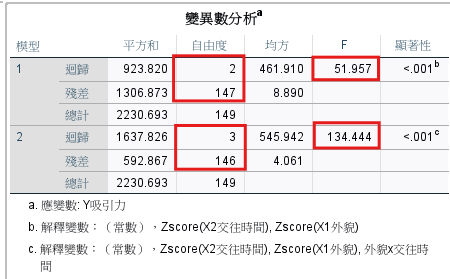 變異數分析a
模型 平方和 自由度 均方 F 顯著性
1 迴歸 923.820 2 461.910 51.957 <.001b
殘差 1306.873 147 8.890
總計 2230.693 149
2 迴歸 1637.826 3 545.942 134.444 <.001c
殘差 592.867 146 4.061
總計 2230.693 149
a. 應變數: Y吸引力
b. 解釋變數：（常數），Zscore(X2交往時間), Zscore(X1外貌)
c. 解釋變數：（常數），Zscore(X2交往時間), Zscore(X1外貌), 外貌x交往時
間